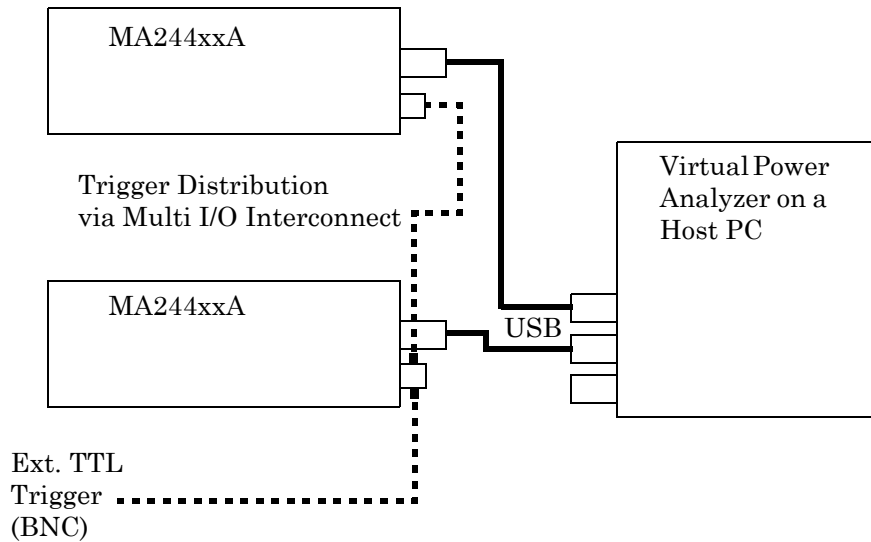 MA244xxA
Trigger Distribution
via Multi I/O Interconnect
Virtual Power
Analyzer on a
Host PC
MA244xxA
USB
Ext. TTL
Trigger
(BNC)